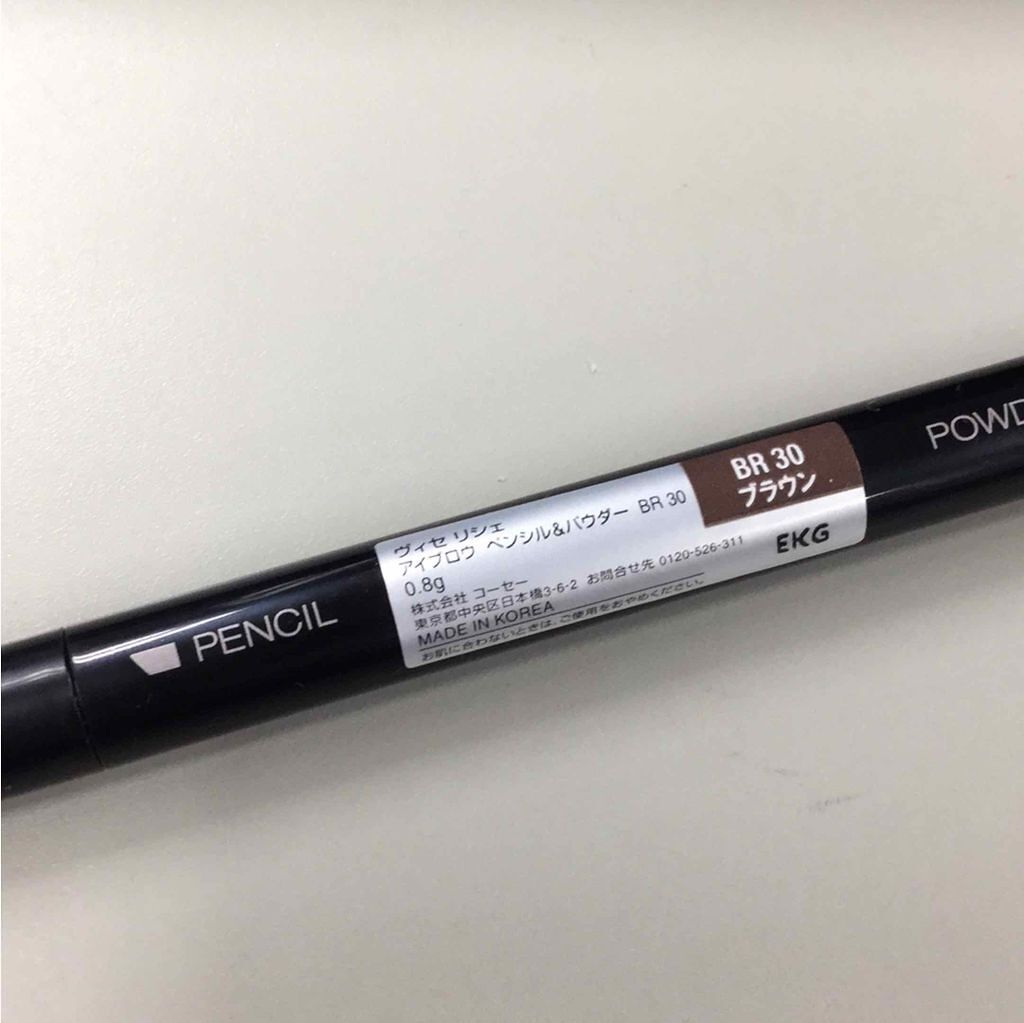 PENCIL
ヴィセ リシェ
アイブロウ ペンシル&パウダー BR 30
0.8g
株式会社 コーセー
東京都中央区日本橋3-6-2 お問合せ先 0120-526-311
MADE IN KOREA
お肌に合わないときは、ご使用をおやめください。
BR 30
ブラウン
EKG
POWD